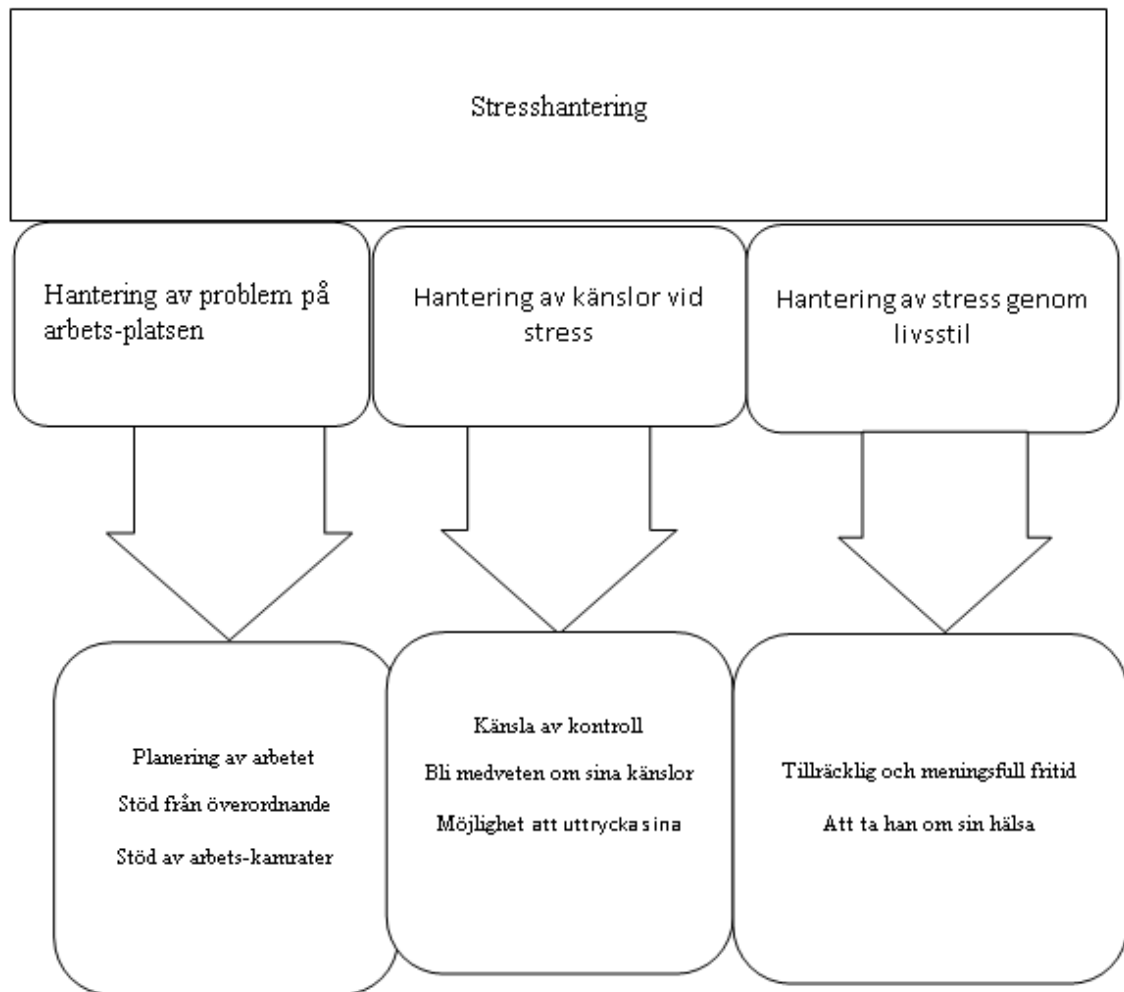 Stresshantering
Hantering av problem på
arbets-platsen
Hantering av känslor vid
stress
Hantering av stress genom
livsstil
Planering av arbetet
Stöd från överordnande
Stöd av arbets-kamrater
Känsla av kontroll
Bli medveten om sina känslor
Möjlighet att uttrycka sina
Tillräcklig och meningsfull fritid
Att ta han om sin hälsa